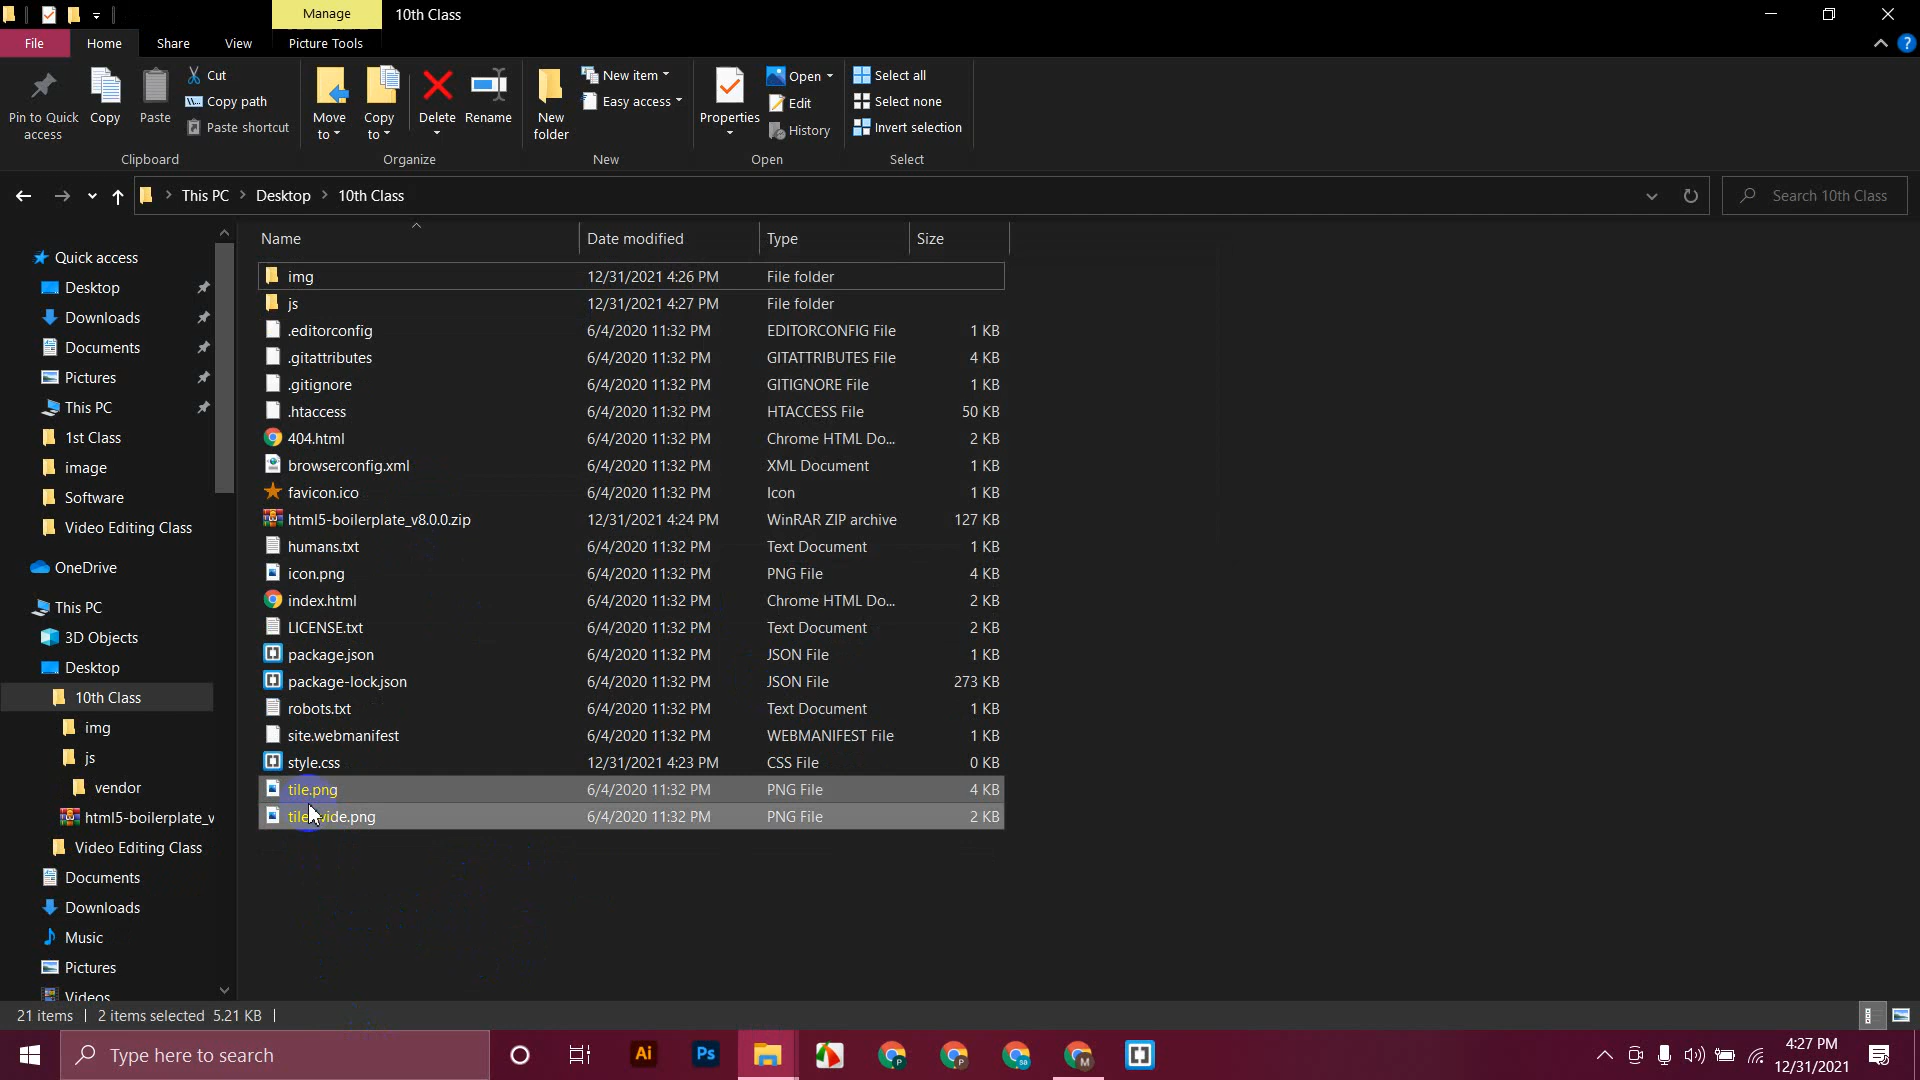 Manage
10th Class
File
Home
Share
View
Picture Tools
Pin to Quick access
Copy
Paste
Cut
Copy path
Paste shortcut
Clipboard
Move to
Copy to
Delete
Rename
Organize
New folder
New item
Easy access
New
Properties
Open
Edit
History
Open
Select all
Select none
Invert selection
Select
This PC
Desktop
10th Class
Search 10th Class
Name
Date modified
Type
Size
Quick access
Desktop
Downloads
Documents
Pictures
This PC
1st Class
image
Software
Video Editing Class
OneDrive
This PC
3D Objects
Desktop
10th Class
img
js
vendor
html5-boilerplate_v
Video Editing Class
Documents
Downloads
Music
Pictures
Videos
img 12/31/2021 4:26 PM File folder
js 12/31/2021 4:27 PM File folder
.editorconfig 6/4/2020 11:32 PM EDITORCONFIG File 1 KB
.gitattributes 6/4/2020 11:32 PM GITATTRIBUTES File 4 KB
.gitignore 6/4/2020 11:32 PM GITIGNORE File 1 KB
.htaccess 6/4/2020 11:32 PM HTACCESS File 50 KB
404.html 6/4/2020 11:32 PM Chrome HTML Do... 2 KB
browserconfig.xml 6/4/2020 11:32 PM XML Document 1 KB
favicon.ico 6/4/2020 11:32 PM Icon 1 KB
html5-boilerplate_v8.0.0.zip 12/31/2021 4:24 PM WinRAR ZIP archive 127 KB
humans.txt 6/4/2020 11:32 PM Text Document 1 KB
icon.png 6/4/2020 11:32 PM PNG File 4 KB
index.html 6/4/2020 11:32 PM Chrome HTML Do... 2 KB
LICENSE.txt 6/4/2020 11:32 PM Text Document 2 KB
package.json 6/4/2020 11:32 PM JSON File 1 KB
package-lock.json 6/4/2020 11:32 PM JSON File 273 KB
robots.txt 6/4/2020 11:32 PM Text Document 1 KB
site.webmanifest 6/4/2020 11:32 PM WEBMANIFEST File 1 KB
style.css 12/31/2021 4:23 PM CSS File 0 KB
tile.png 6/4/2020 11:32 PM PNG File 4 KB
tile-wide.png 6/4/2020 11:32 PM PNG File 2 KB
21 items 2 items selected 5.21 KB
Type here to search
Ai
Ps
4:27 PM
12/31/2021